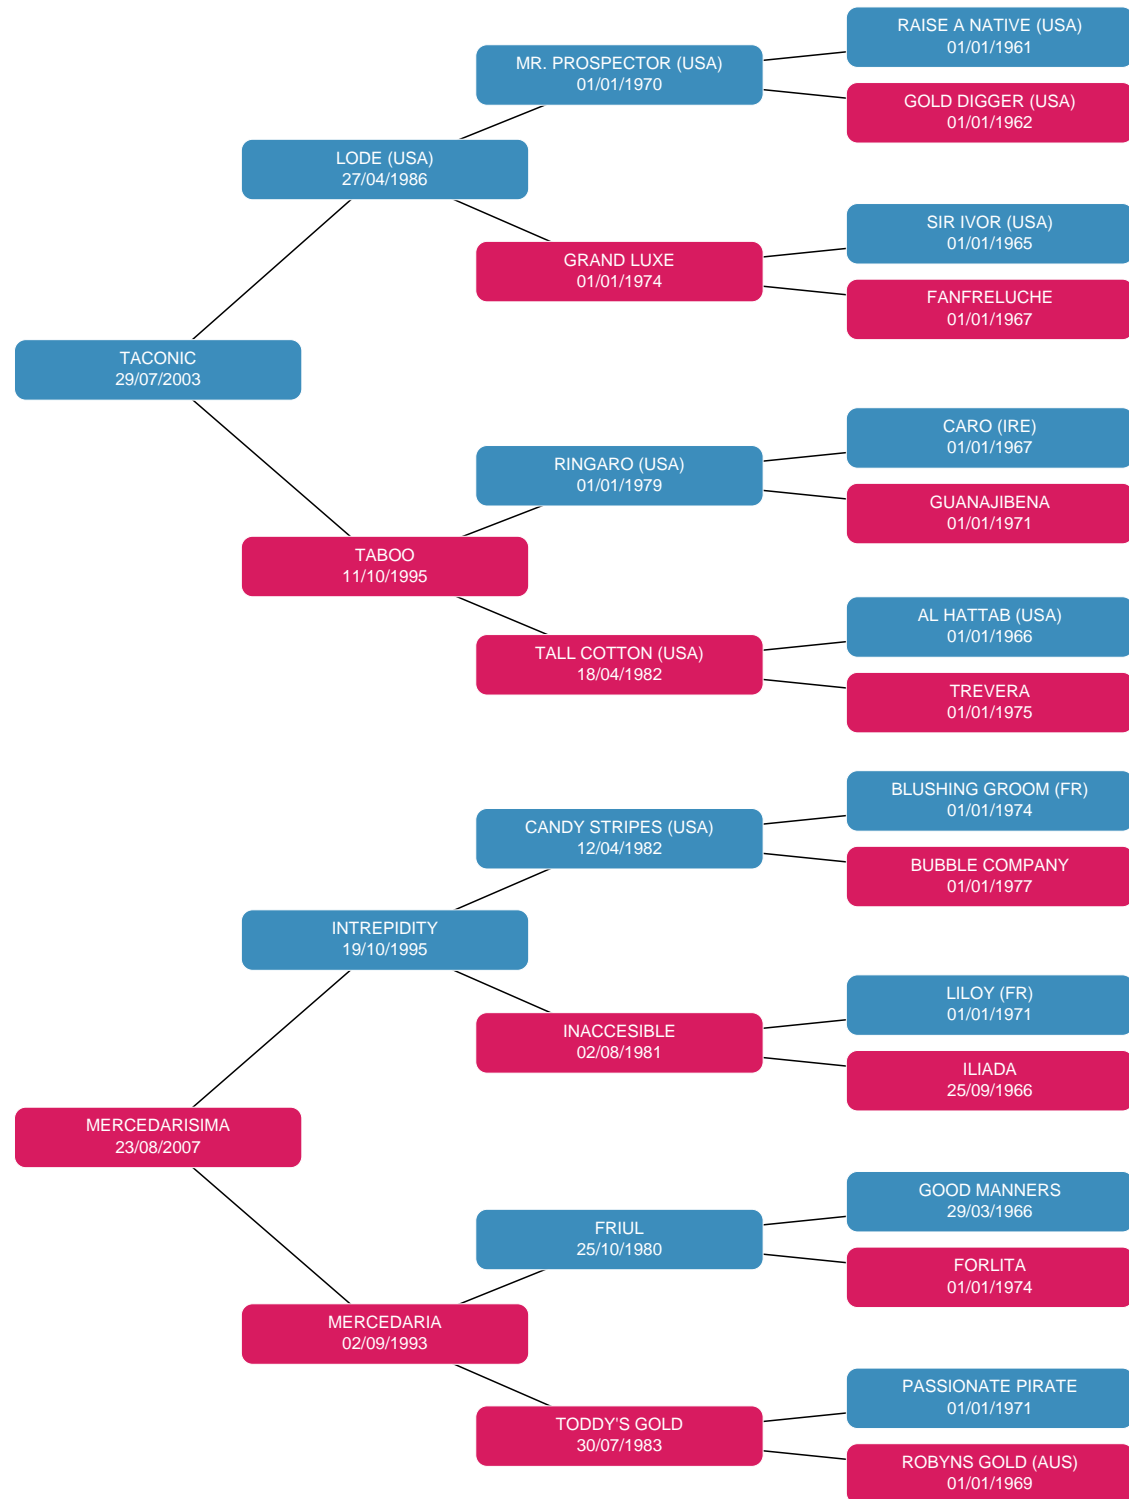 RAISE A NATIVE (USA)
01/01/1961
MR. PROSPECTOR (USA)
01/01/1970
GOLD DIGGER (USA)
01/01/1962
LODE (USA)
27/04/1986
SIR IVOR (USA)
01/01/1965
GRAND LUXE
01/01/1974
FANFRELUCHE
01/01/1967
TACONIC
29/07/2003
CARO (IRE)
01/01/1967
RINGARO (USA)
01/01/1979
GUANAJIBENA
01/01/1971
TABOO
11/10/1995
AL HATTAB (USA)
01/01/1966
TALL COTTON (USA)
18/04/1982
TREVERA
01/01/1975
BLUSHING GROOM (FR)
01/01/1974
CANDY STRIPES (USA)
12/04/1982
BUBBLE COMPANY
01/01/1977
INTREPIDITY
19/10/1995
LILOY (FR)
01/01/1971
INACCESIBLE
02/08/1981
ILIADA
25/09/1966
MERCEDARISIMA
23/08/2007
GOOD MANNERS
29/03/1966
FRIUL
25/10/1980
FORLITA
01/01/1974
MERCEDARIA
02/09/1993
PASSIONATE PIRATE
01/01/1971
TODDY'S GOLD
30/07/1983
ROBYNS GOLD (AUS)
01/01/1969